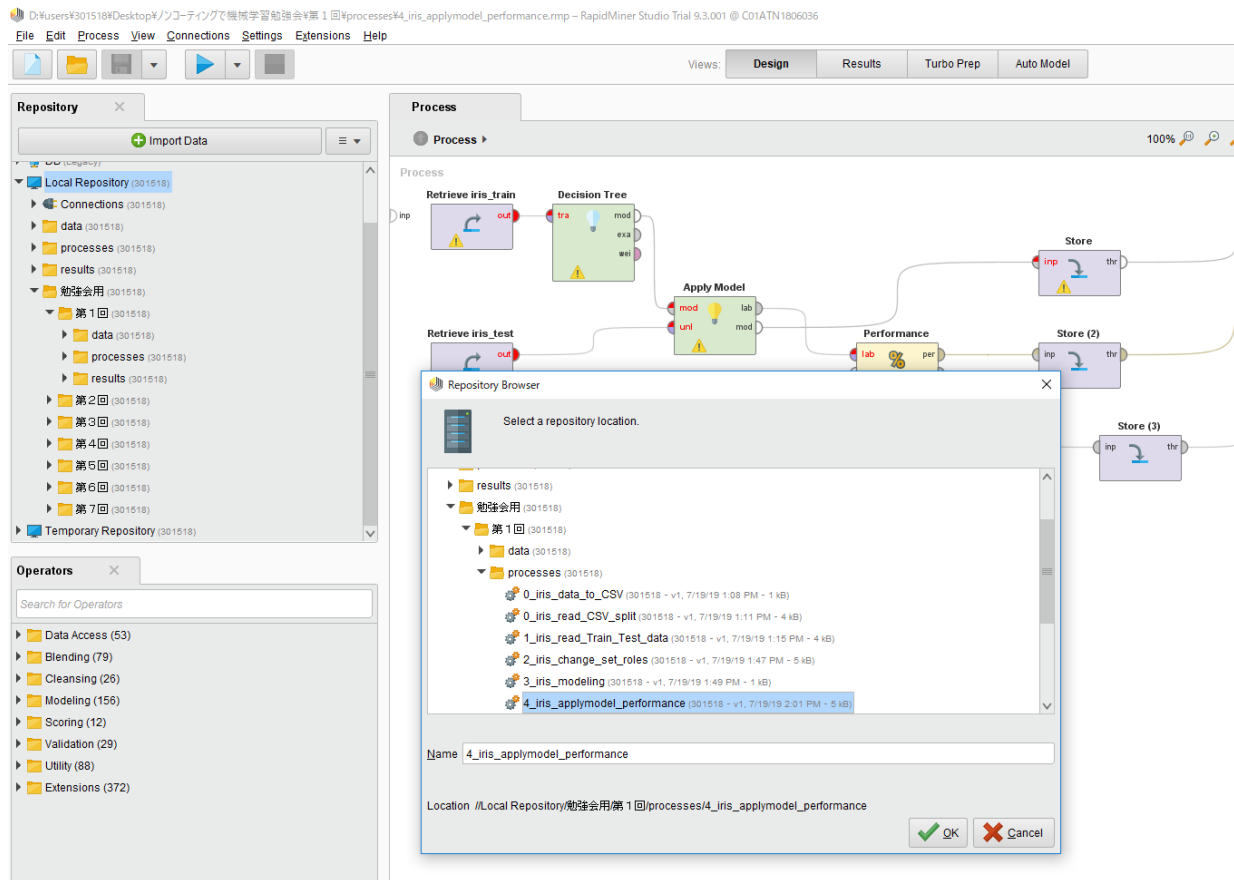 D:¥users¥301518¥Desktop¥ノンコーティングで機械学習勉強会¥第１回¥processes¥4_iris_applymodel_performance.rmp – RapidMiner Studio Trial 9.3.001 @ C01ATN1806036
File Edit Process View Connections Settings Extensions Help
Views: Design Results Turbo Prep Auto Model
Repository
Import Data
DB (Legacy)
Local Repository (301518)
Connections (301518)
data (301518)
processes (301518)
results (301518)
勉強会用 (301518)
第１回 (301518)
data (301518)
processes (301518)
results (301518)
第２回 (301518)
第３回 (301518)
第４回 (301518)
第５回 (301518)
第６回 (301518)
第７回 (301518)
Temporary Repository (301518)
Operators
Search for Operators
Data Access (53)
Blending (79)
Cleansing (26)
Modeling (156)
Scoring (12)
Validation (29)
Utility (88)
Extensions (372)
Process
Process
100%
Process
inp
Retrieve iris_train
out
Decision Tree
tra mod
exa
wei
Apply Model
mod lab
unl mod
Retrieve iris_test
out
Performance
lab % per
Store
inp thr
Store (2)
inp thr
Store (3)
inp thr
Repository Browser
Select a repository location.
results (301518)
勉強会用 (301518)
第１回 (301518)
data (301518)
processes (301518)
0_iris_data_to_CSV (301518 - v1, 7/19/19 1:08 PM - 1 kB)
0_iris_read_CSV_split (301518 - v1, 7/19/19 1:11 PM - 4 kB)
1_iris_read_Train_Test_data (301518 - v1, 7/19/19 1:15 PM - 4 kB)
2_iris_change_set_roles (301518 - v1, 7/19/19 1:47 PM - 5 kB)
3_iris_modeling (301518 - v1, 7/19/19 1:49 PM - 1 kB)
4_iris_applymodel_performance (301518 - v1, 7/19/19 2:01 PM - 5 kB)
Name 4_iris_applymodel_performance
Location //Local Repository/勉強会用/第１回/processes/4_iris_applymodel_performance
OK Cancel